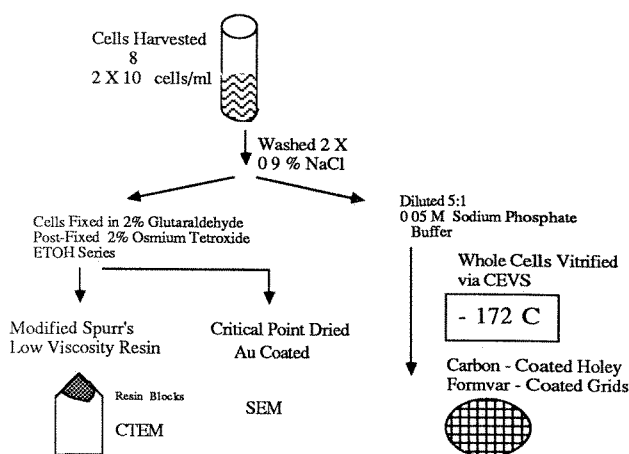 Cells Harvested
8
2 X 10 cells/ml
Washed 2 X
0 9 % NaCl
Cells Fixed in 2% Glutaraldehyde
Post-Fixed 2% Osmium Tetroxide
ETOH Series
Diluted 5:1
0 05 M Sodium Phosphate
Buffer
Whole Cells Vitrified
via CEVS
- 172 C
Modified Spurr's
Low Viscosity Resin
Critical Point Dried
Au Coated
Carbon - Coated Holey
Formvar - Coated Grids
Resin Blocks
CTEM
SEM